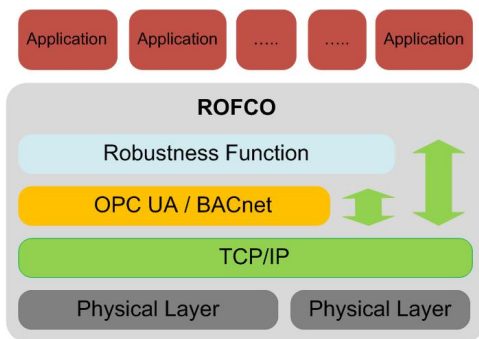 Application Application ..... ..... Application
ROFCO
Robustness Function
OPC UA / BACnet
TCP/IP
Physical Layer Physical Layer